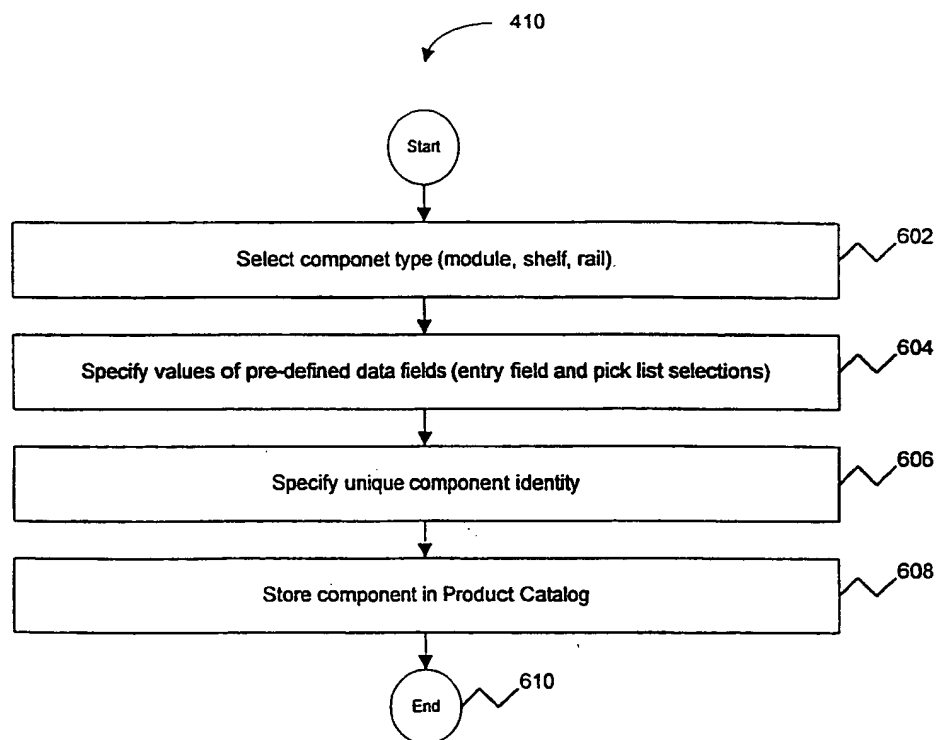 410
Start
Select componet type (module, shelf, rail).
602
Specify values of pre-defined data fields (entry field and pick list selections)
604
Specify unique component identity
606
Store component in Product Catalog
608
End
610